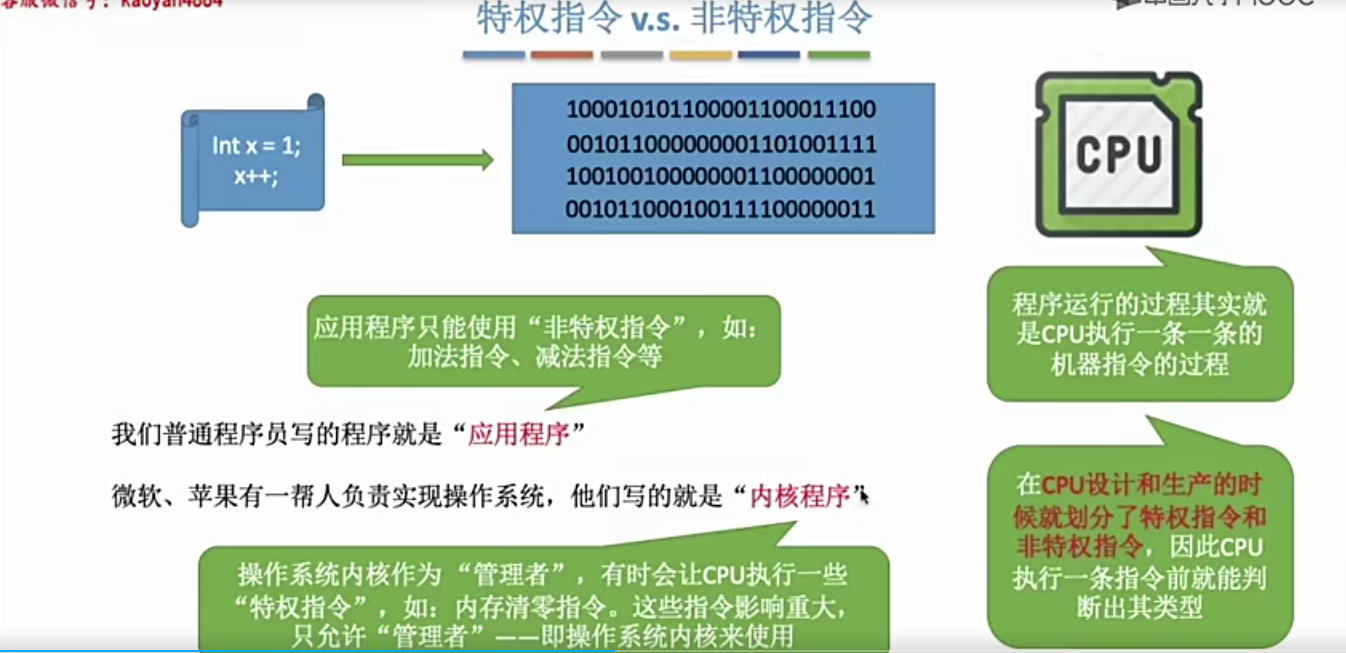 特权指令 v.s. 非特权指令
Int x = 1;
x++;
100010101100001100011100
0010110000000001101001111
1001001000000001100000001
0010110001001111100000011
CPU
程序运行的过程其实就
是CPU执行一条一条的
机器指令的过程
应用程序只能使用“非特权指令”，如：
加法指令、减法指令等
我们普通程序员写的程序就是“应用程序”
微软、苹果有一帮人负责实现操作系统，他们写的就是“内核程序”
在CPU设计和生产的时
候就划分了特权指令和
非特权指令，因此CPU
执行一条指令前就能判
断出其类型
操作系统内核作为 “管理者”，有时会让CPU执行一些
“特权指令”，如：内存清零指令。这些指令影响重大，
只允许“管理者”——即操作系统内核来使用